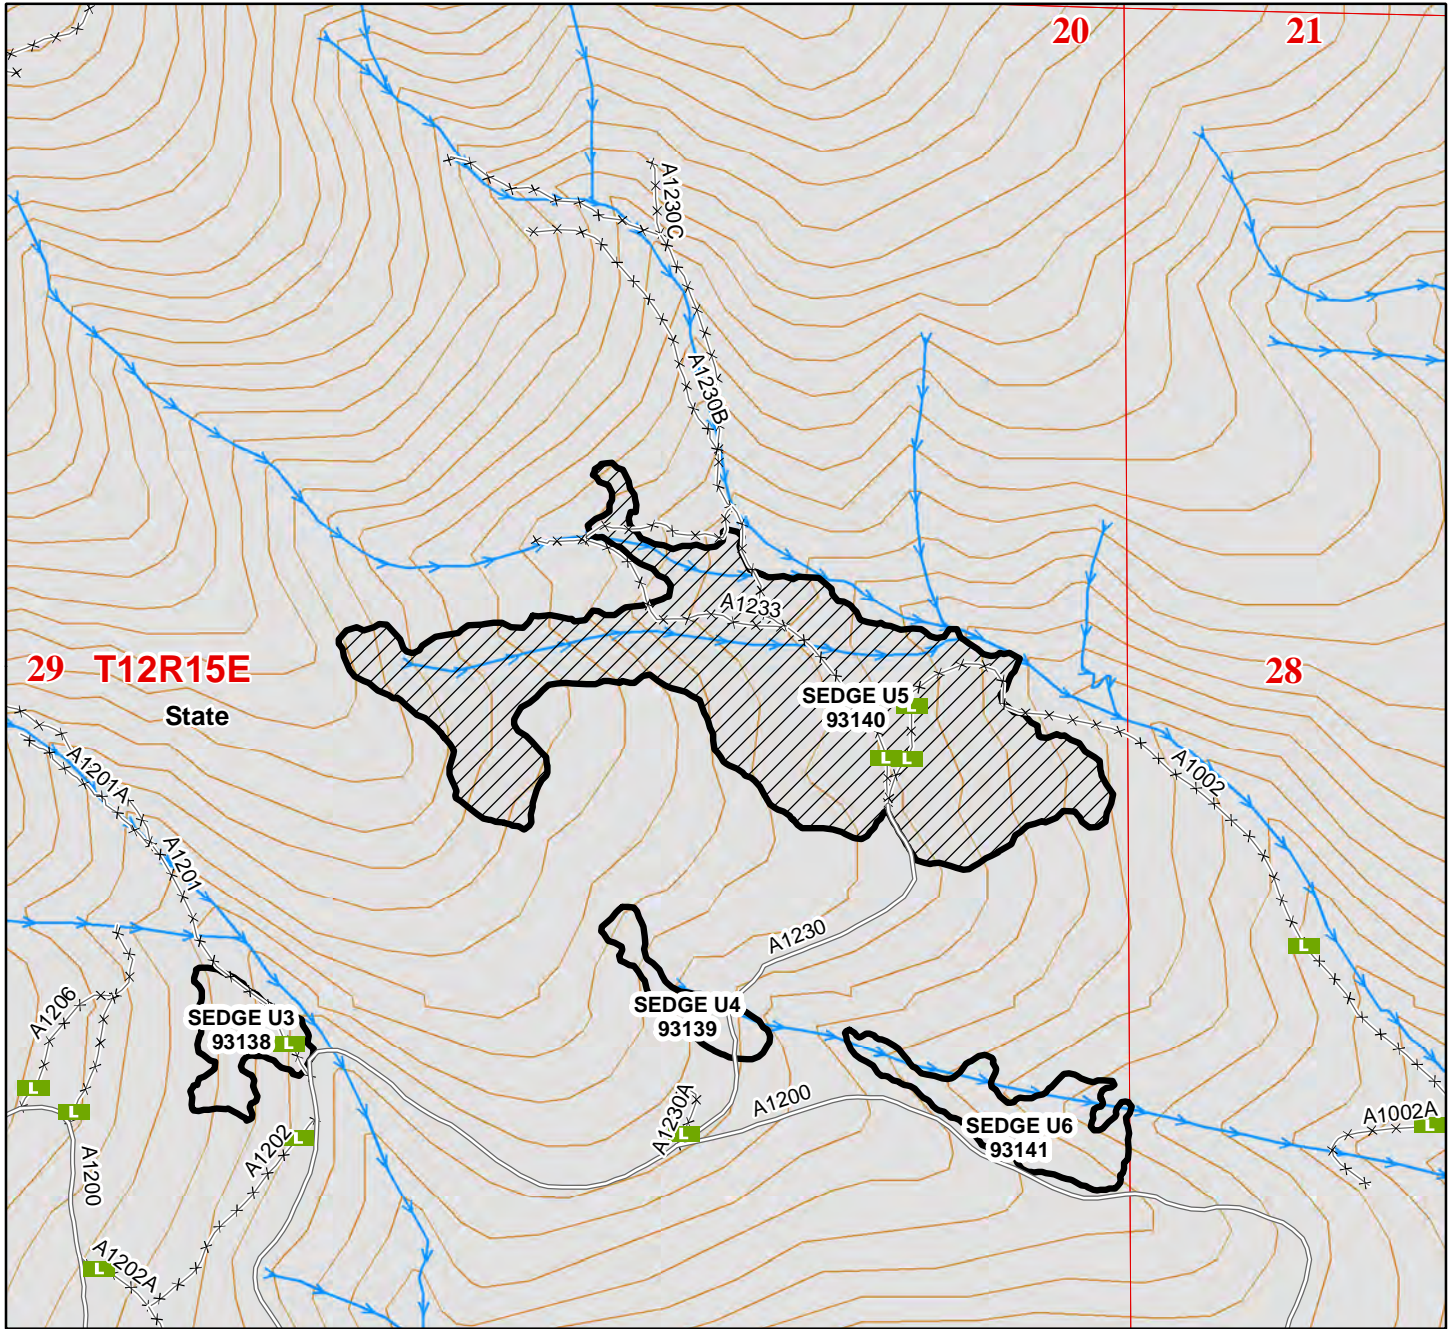 20
21
A1230C
A1230B
A1233
29 T12R15E
State
28
SEDGE U5
93140
L
L L
A1201A
A1201
A1002
A1230
L
SEDGE U4
93139
A1206
SEDGE U3
93138
L
L
L
A1230A
L
A1200
SEDGE U6
93141
A1002A
L
A1202
L
A1200
A1202A
L